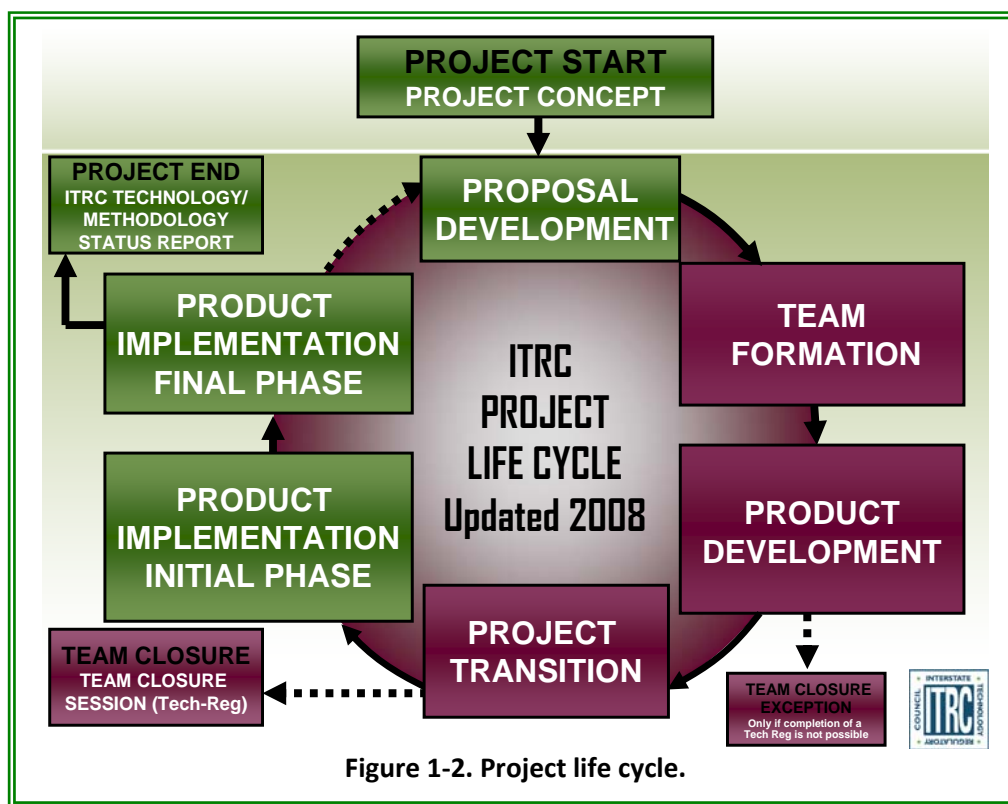 PROJECT START
PROJECT CONCEPT
PROJECT END
ITRC TECHNOLOGY/
METHODOLOGY
STATUS REPORT
PROPOSAL
DEVELOPMENT
TEAM
FORMATION
PRODUCT
IMPLEMENTATION
FINAL PHASE
ITRC
PROJECT
LIFE CYCLE
Updated 2008
PRODUCT
IMPLEMENTATION
INITIAL PHASE
PRODUCT
DEVELOPMENT
PROJECT
TRANSITION
TEAM CLOSURE
TEAM CLOSURE
SESSION (Tech-Reg)
TEAM CLOSURE
EXCEPTION
Only if completion of a
Tech Reg is not possible
INTERSTATE
COUNCIL
ITRC
TECHNOLOGY
REGULATORY
Figure 1-2. Project life cycle.